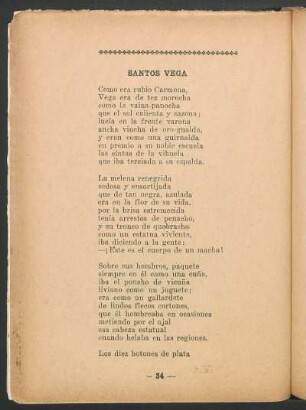 SANTOS VEGA
Como era rubio Carmona,
Vega era de tez morocha
como la vaina-panocha
que el sol calienta y sazona;
lucía en la frente varona
ancha vincha de oro-gualda,
y eran como una guirnalda
en premio a su noble escuela
las cintas de la vihuela
que iba terciada a su espalda.
La melena renegrida
sedosa y ensortijada
que de tan negra, azulada
era en la flor de su vida,
por la brisa estremecida
tenía arrestos de penacho,
y su tronco de quebracho
como un estatua viviente,
iba diciendo a la gente:
—¡Este es el cuerpo de un macho!
Sobre sus hombros, paquete
siempre en él como una cuña,
iba el poncho de vicuña
liviano como un juguete;
era como un gallardete
de lindos flecos cortones,
que él hombreaba en ocasiones
metiendo por el ojal
esa cabeza estatual
cuando helaba en las regiones.
Los diez botones de plata
— 34 —